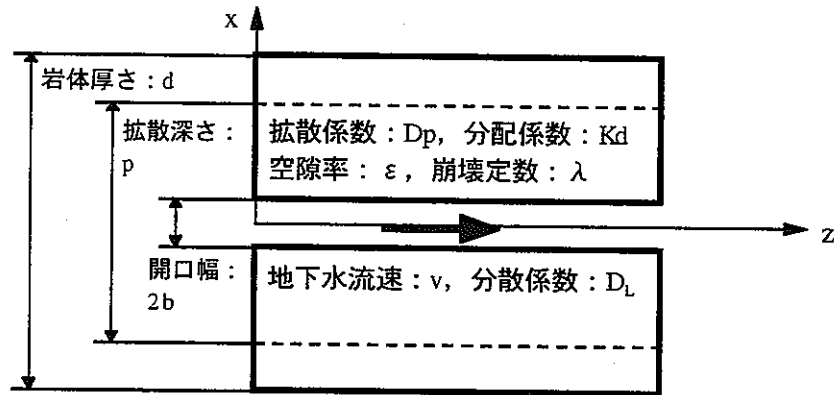 x
岩体厚さ：d
拡散深さ：
p
拡散係数：Dp，分配係数：Kd
空隙率：ε，崩壊定数：λ
z
開口幅：
2b
地下水流速：v，分散係数：D_L